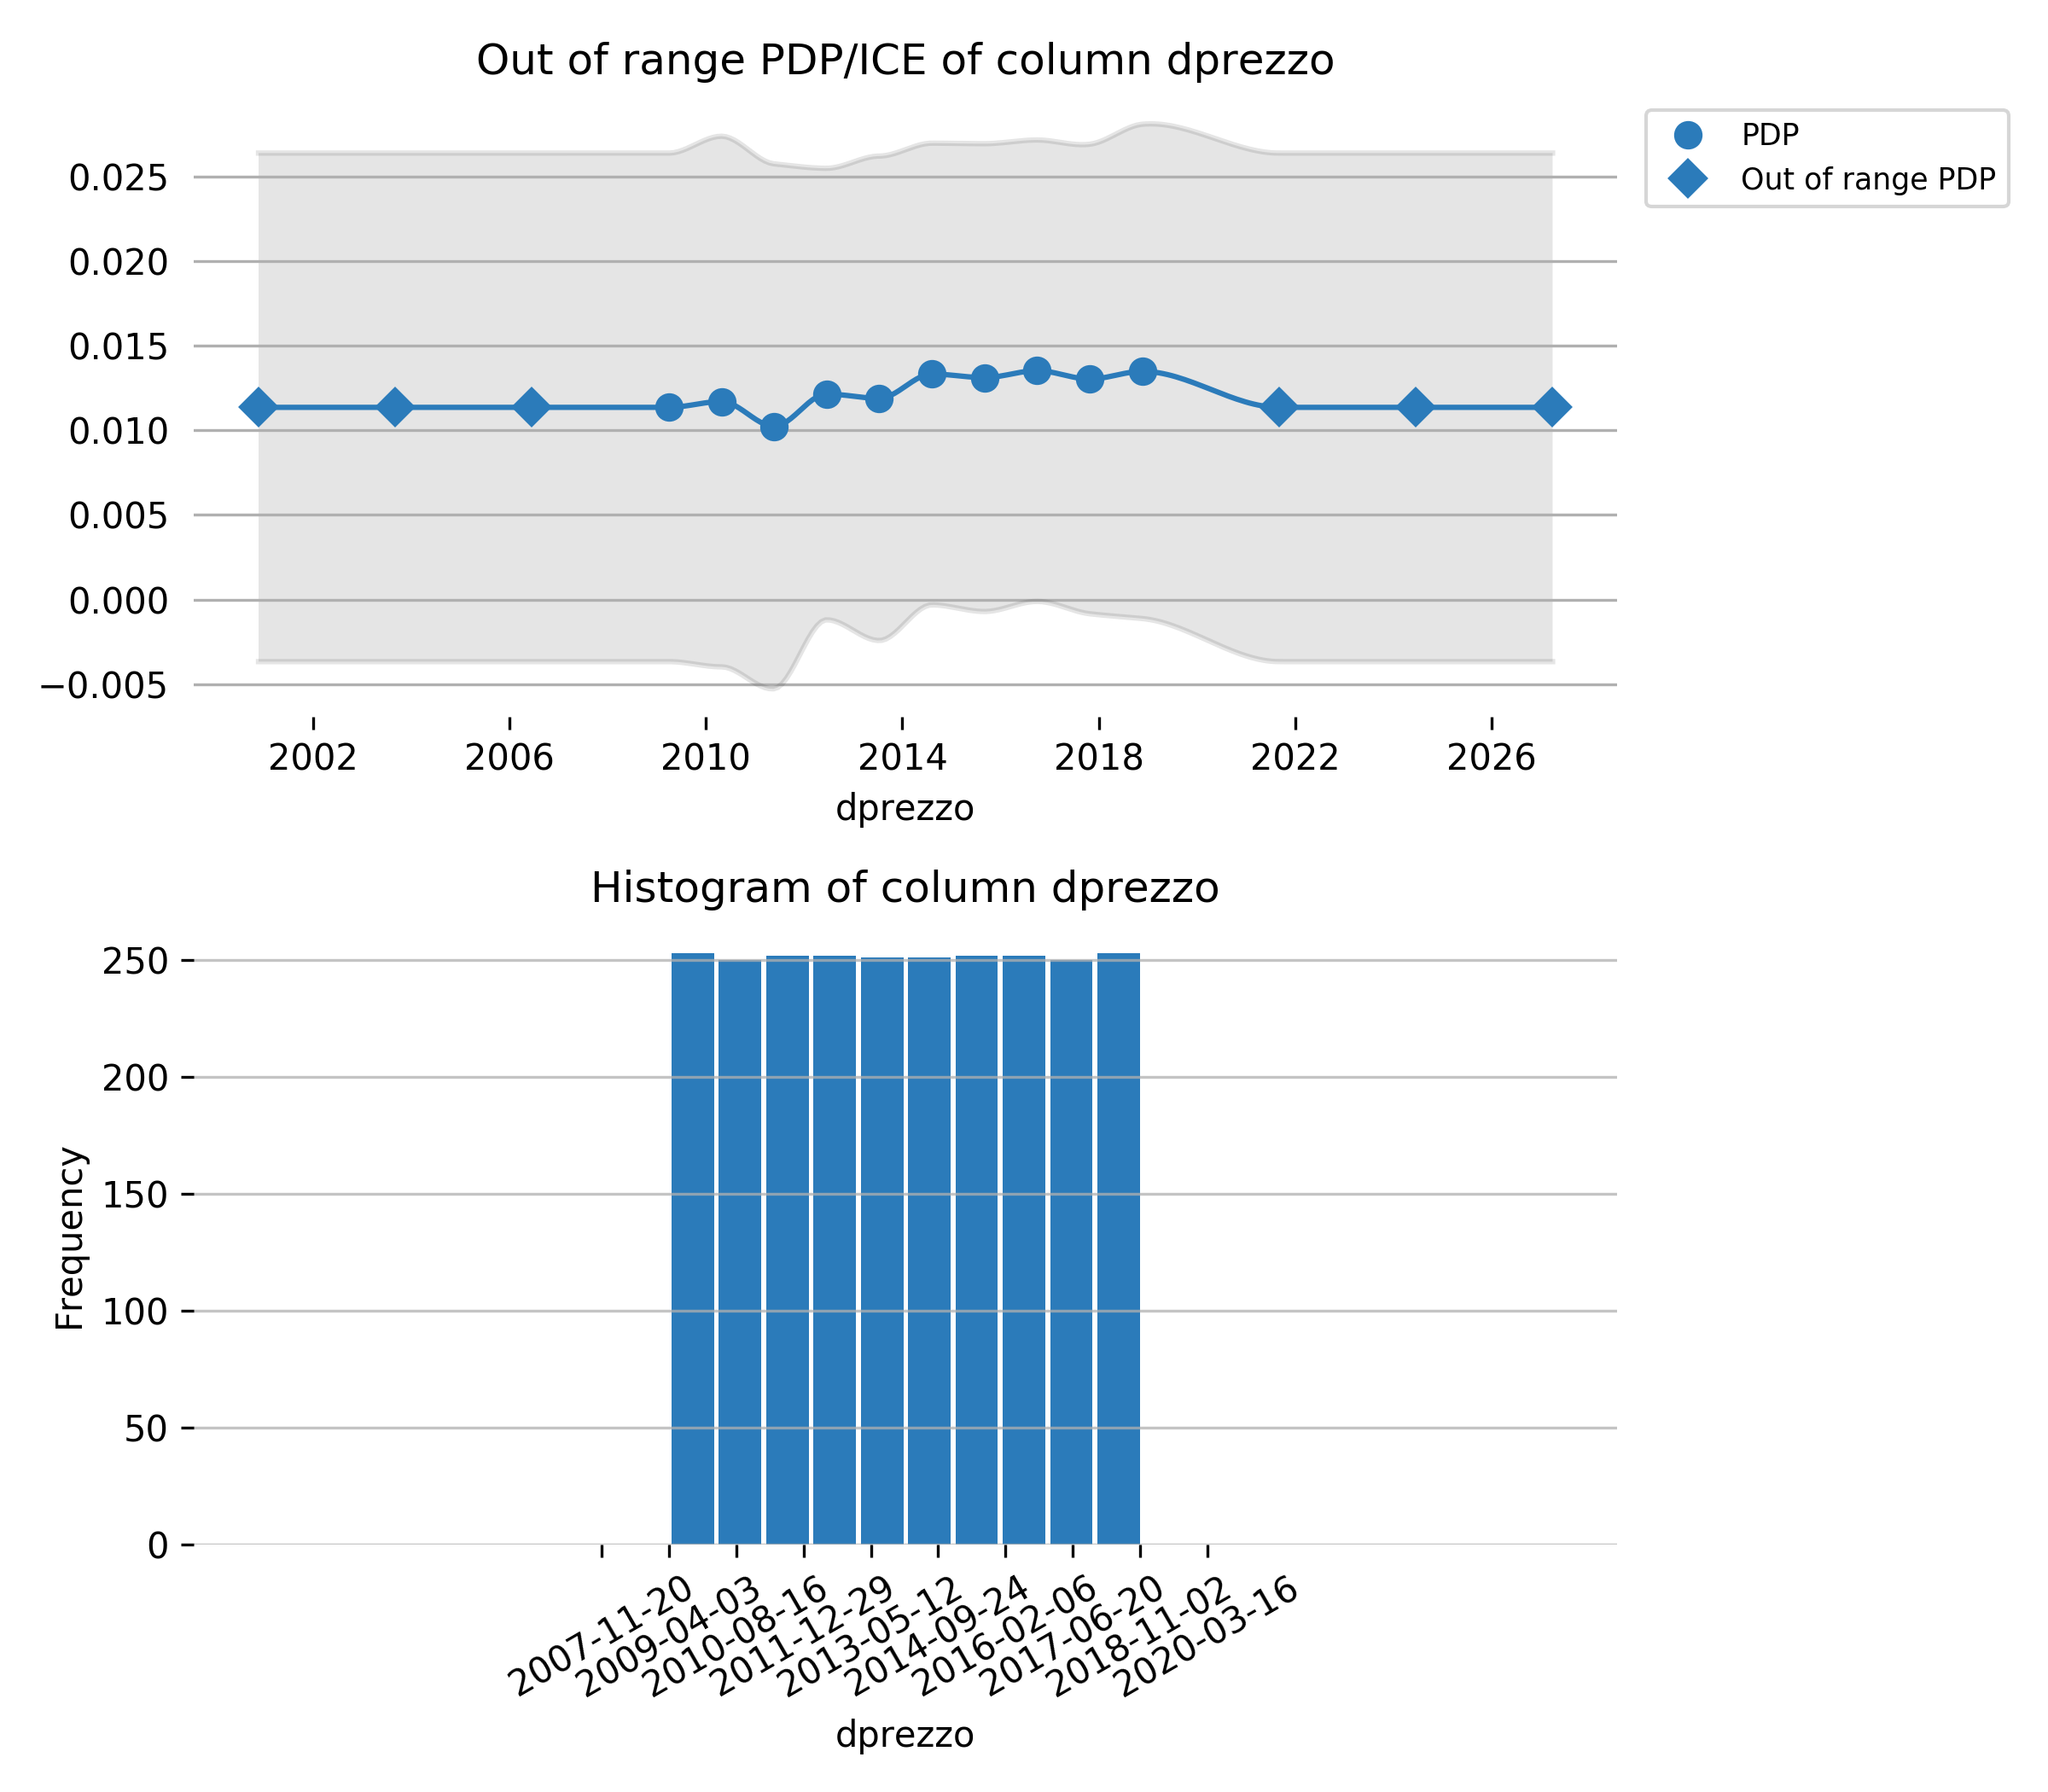 Out of range PDP/ICE of column dprezzo
PDP
Out of range PDP
0.025
0.020
0.015
0.010
0.005
0.000
−0.005
2002 2006 2010 2014 2018 2022 2026
dprezzo
Histogram of column dprezzo
250
200
150
100
50
0
Frequency
2007-11-20
2009-04-03
2010-08-16
2011-12-29
2013-05-12
2014-09-24
2016-02-06
2017-06-20
2018-11-02
2020-03-16
dprezzo